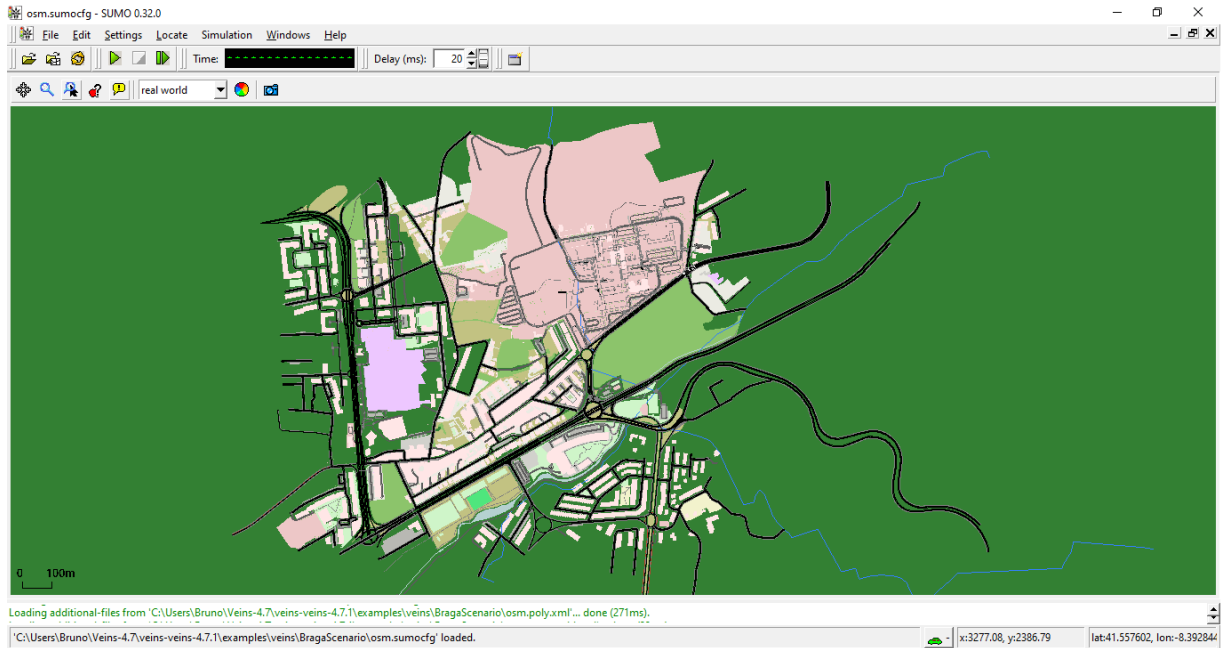 osm.sumocfg - SUMO 0.32.0
File Edit Settings Locate Simulation Windows Help
Time: Delay (ms): 20
real world
0 100m
Loading additional-files from 'C:\Users\Bruno\Veins-4.7\veins-veins-4.7.1\examples\veins\BragaScenario\osm.poly.xml'... done (271ms).
'C:\Users\Bruno\Veins-4.7\veins-veins-4.7.1\examples\veins\BragaScenario\osm.sumocfg' loaded.
x:3277.08, y:2386.79
lat:41.557602, lon:-8.392844